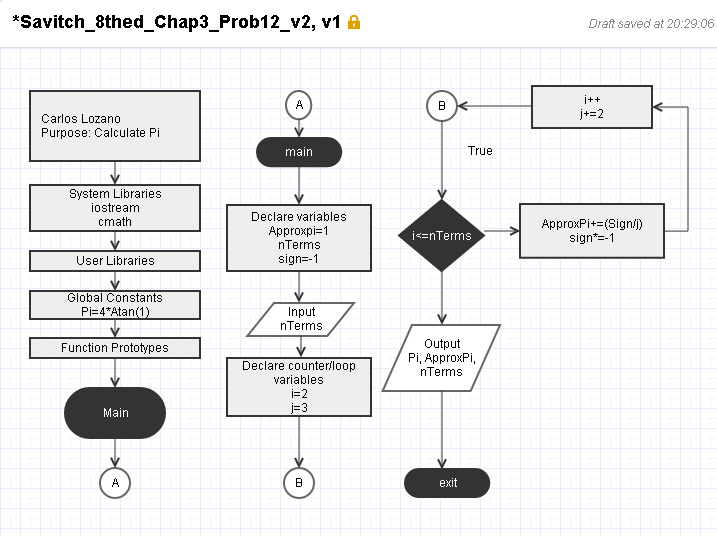 *Savitch_8thed_Chap3_Prob12_v2, v1
Draft saved at 20:29:06
Carlos Lozano
Purpose: Calculate Pi
System Libraries
iostream
cmath
User Libraries
Global Constants
Pi=4*Atan(1)
Function Prototypes
Main
A
A
main
Declare variables
Approxpi=1
nTerms
sign=-1
Input
nTerms
Declare counter/loop
variables
i=2
j=3
B
B
True
i<=nTerms
ApproxPi+=(Sign/j)
sign*=-1
i++
j+=2
Output
Pi, ApproxPi,
nTerms
exit